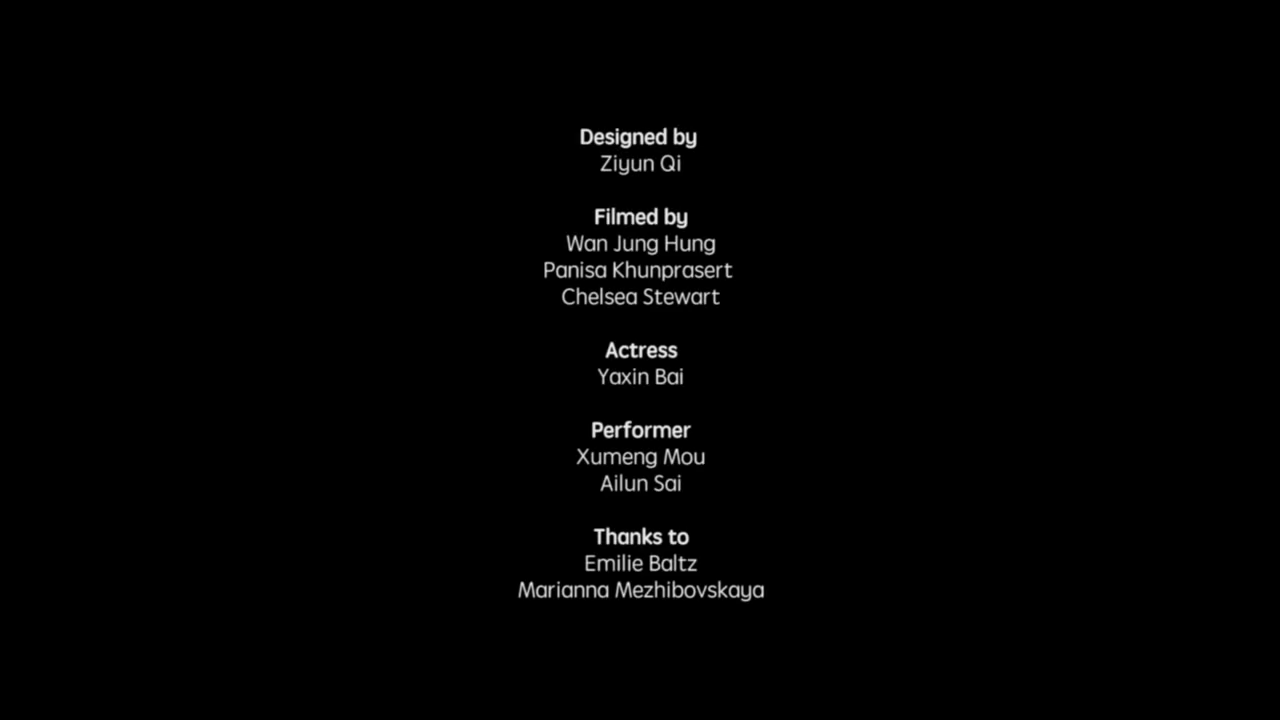 Designed by
Ziyun Qi
Filmed by
Wan Jung Hung
Panisa Khunprasert
Chelsea Stewart
Actress
Yaxin Bai
Performer
Xumeng Mou
Ailun Sai
Thanks to
Emilie Baltz
Marianna Mezhibovskaya